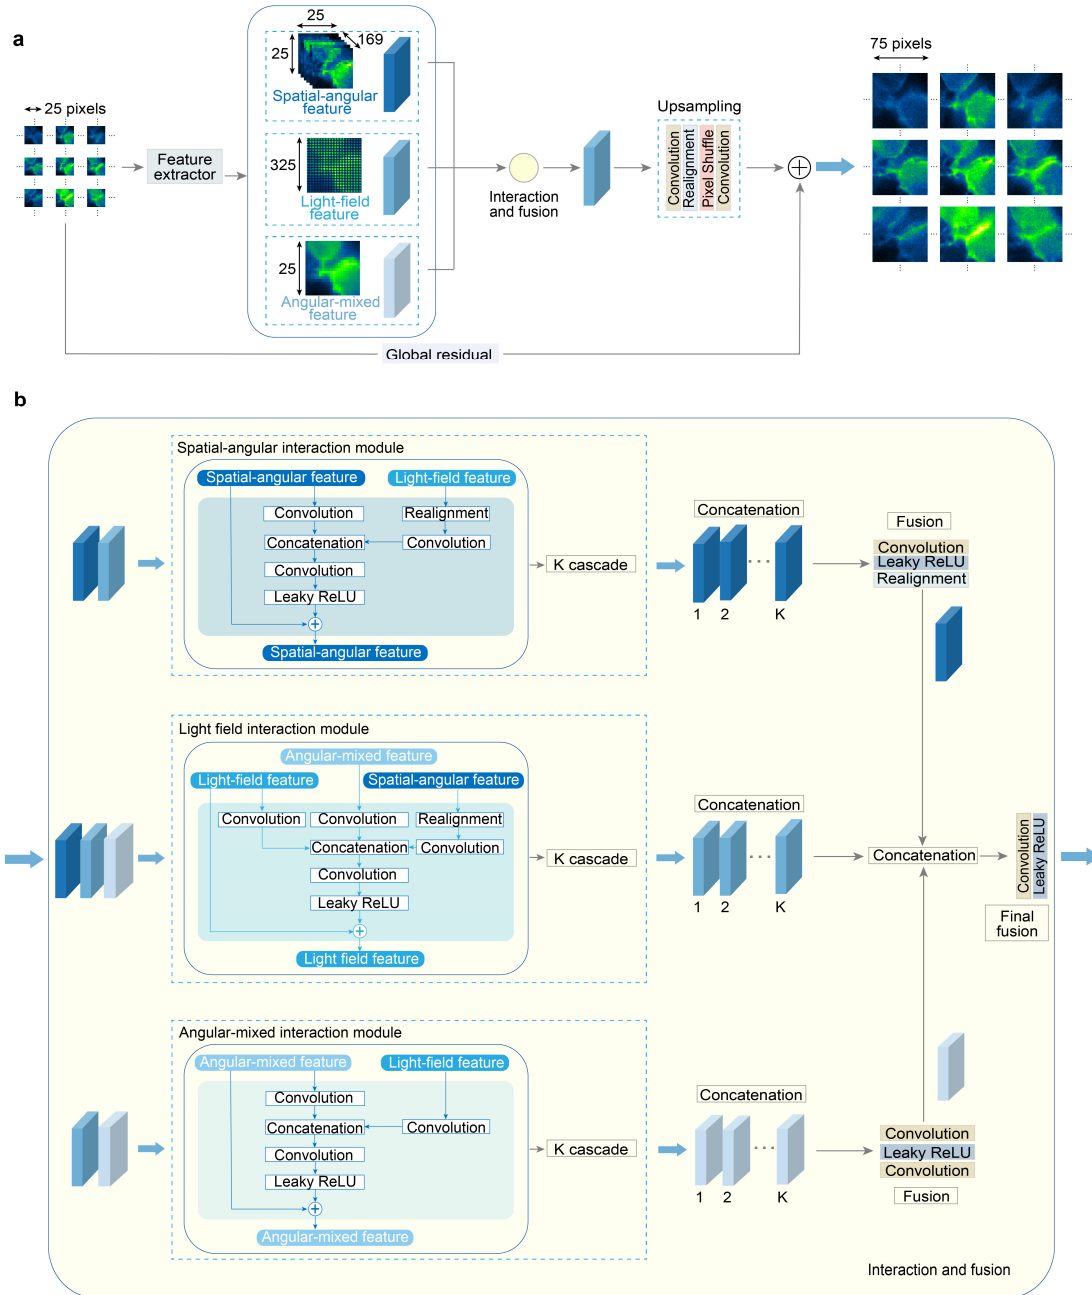 a
25 pixels
Feature
extractor
25
169
25
Spatial-angular
feature
325
Light-field
feature
25
Angular-mixed
feature
Interaction
and fusion
Upsampling
Convolution
Realignment
Pixel Shuffle
Convolution
75 pixels
Global residual
b
Spatial-angular interaction module
Spatial-angular feature
Light-field feature
Convolution
Realignment
Concatenation
Convolution
Convolution
Leaky ReLU
Spatial-angular feature
K cascade
Concatenation
1
2
K
Fusion
Convolution
Leaky ReLU
Realignment
Light field interaction module
Angular-mixed feature
Light-field feature
Spatial-angular feature
Convolution
Convolution
Realignment
Concatenation
Convolution
Convolution
Leaky ReLU
Light field feature
K cascade
Concatenation
1
2
K
Concatenation
Convolution
Leaky ReLU
Final
fusion
Angular-mixed interaction module
Angular-mixed feature
Light-field feature
Convolution
Concatenation
Convolution
Convolution
Leaky ReLU
Angular-mixed feature
K cascade
Concatenation
1
2
K
Convolution
Leaky ReLU
Convolution
Fusion
Interaction and fusion